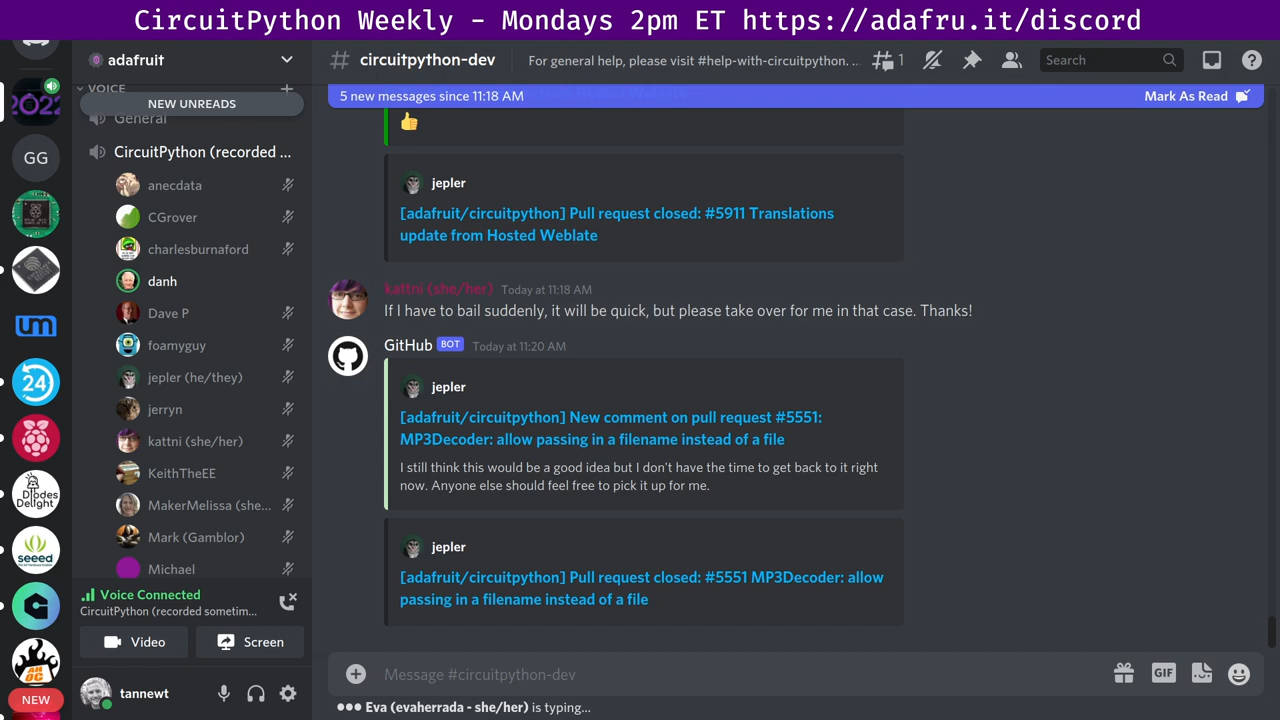 CircuitPython Weekly - Mondays 2pm ET https://adafru.it/discord
adafruit
# circuitpython-dev
For general help, please visit #help-with-circuitpython. ...
1
Search
VOICE
NEW UNREADS
5 new messages since 11:18 AM
Mark As Read
General
CircuitPython (recorded ...
anecdata
CGrover
charlesburnaford
danh
Dave P
foamyguy
jepler (he/they)
jerryn
kattni (she/her)
KeithTheEE
MakerMelissa (she...
Mark (Gamblor)
Michael
2022
GG
24
Diodes
Delight
seeed
NEW
jepler
[adafruit/circuitpython] Pull request closed: #5911 Translations
update from Hosted Weblate
kattni (she/her) Today at 11:18 AM
If I have to bail suddenly, it will be quick, but please take over for me in that case. Thanks!
GitHub BOT Today at 11:20 AM
jepler
[adafruit/circuitpython] New comment on pull request #5551:
MP3Decoder: allow passing in a filename instead of a file
I still think this would be a good idea but I don't have the time to get back to it right
now. Anyone else should feel free to pick it up for me.
jepler
[adafruit/circuitpython] Pull request closed: #5551 MP3Decoder: allow
passing in a filename instead of a file
Voice Connected
CircuitPython (recorded sometim...
Video
Screen
tannewt
Message #circuitpython-dev
GIF
Eva (evaherrada - she/her) is typing...